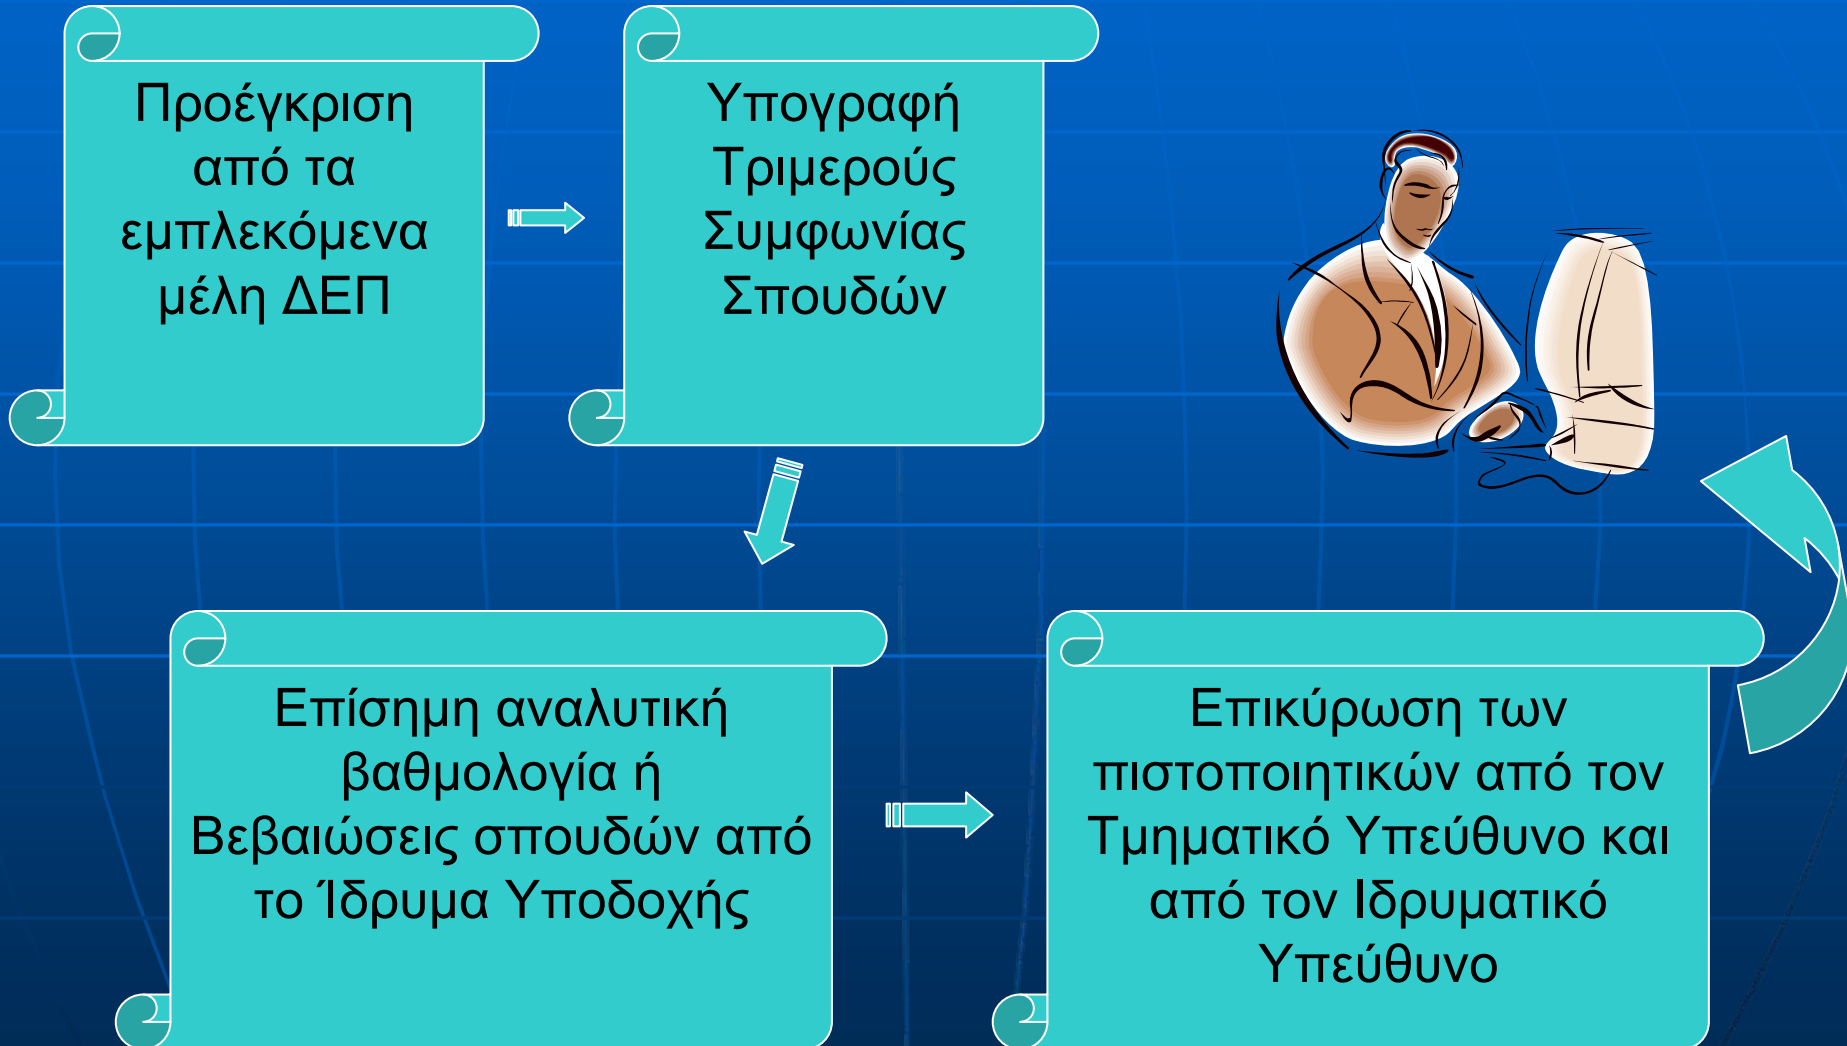 Προέγκριση
από τα
εμπλεκόμενα
μέλη ΔΕΠ
Υπογραφή
Τριμερούς
Συμφωνίας
Σπουδών
Επίσημη αναλυτική
βαθμολογία ή
Βεβαιώσεις σπουδών από
το Ίδρυμα Υποδοχής
Επικύρωση των
πιστοποιητικών από τον
Τμηματικό Υπεύθυνο και
από τον Ιδρυματικό
Υπεύθυνο